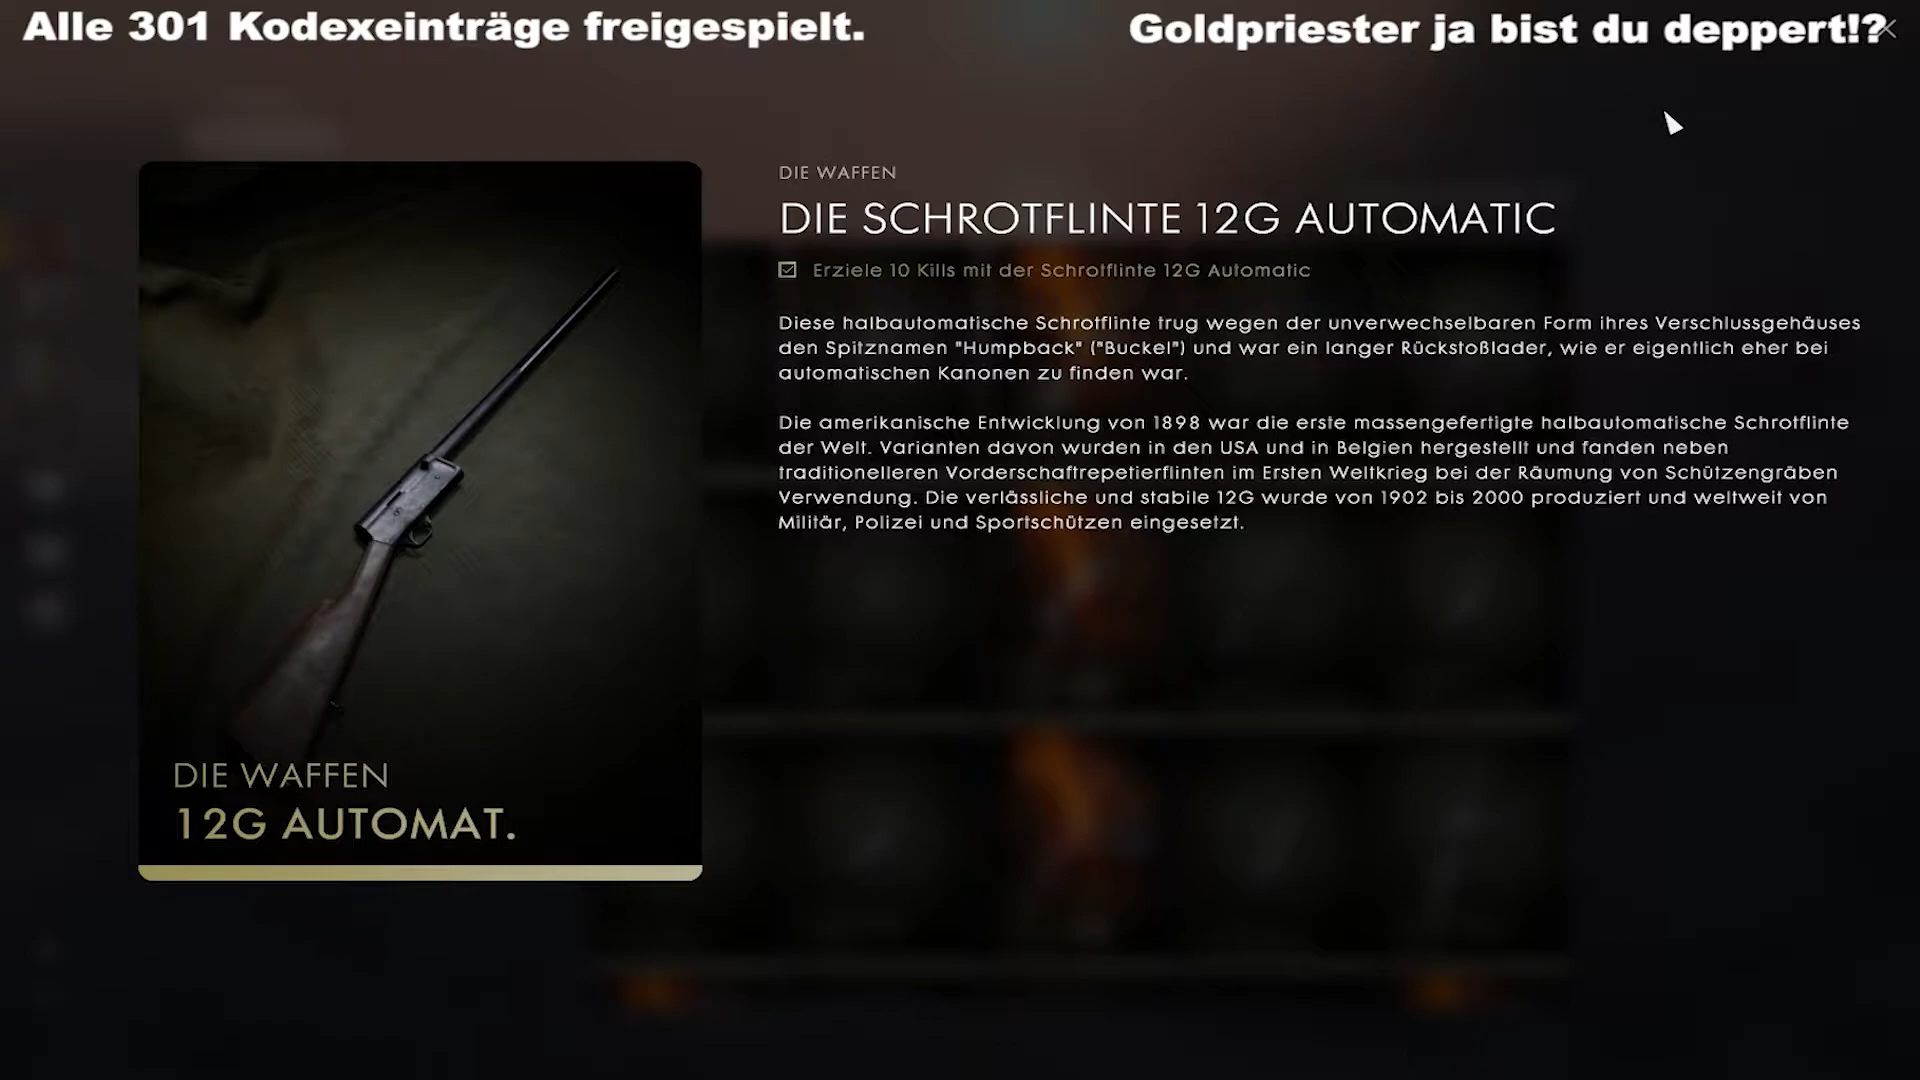 Alle 301 Kodexeinträge freigespielt.
Goldpriester ja bist du deppert!?
DIE WAFFEN
DIE SCHROTFLINTE 12G AUTOMATIC
Erziele 10 Kills mit der Schrotflinte 12G Automatic
Diese halbautomatische Schrotflinte trug wegen der unverwechselbaren Form ihres Verschlussgehäuses
den Spitznamen "Humpback" ("Buckel") und war ein langer Rückstoßlader, wie er eigentlich eher bei
automatischen Kanonen zu finden war.
Die amerikanische Entwicklung von 1898 war die erste massengefertigte halbautomatische Schrotflinte
der Welt. Varianten davon wurden in den USA und in Belgien hergestellt und fanden neben
traditionelleren Vorderschaftrepetierflinten im Ersten Weltkrieg bei der Räumung von Schützengräben
Verwendung. Die verlässliche und stabile 12G wurde von 1902 bis 2000 produziert und weltweit von
Militär, Polizei und Sportschützen eingesetzt.
DIE WAFFEN
12G AUTOMAT.